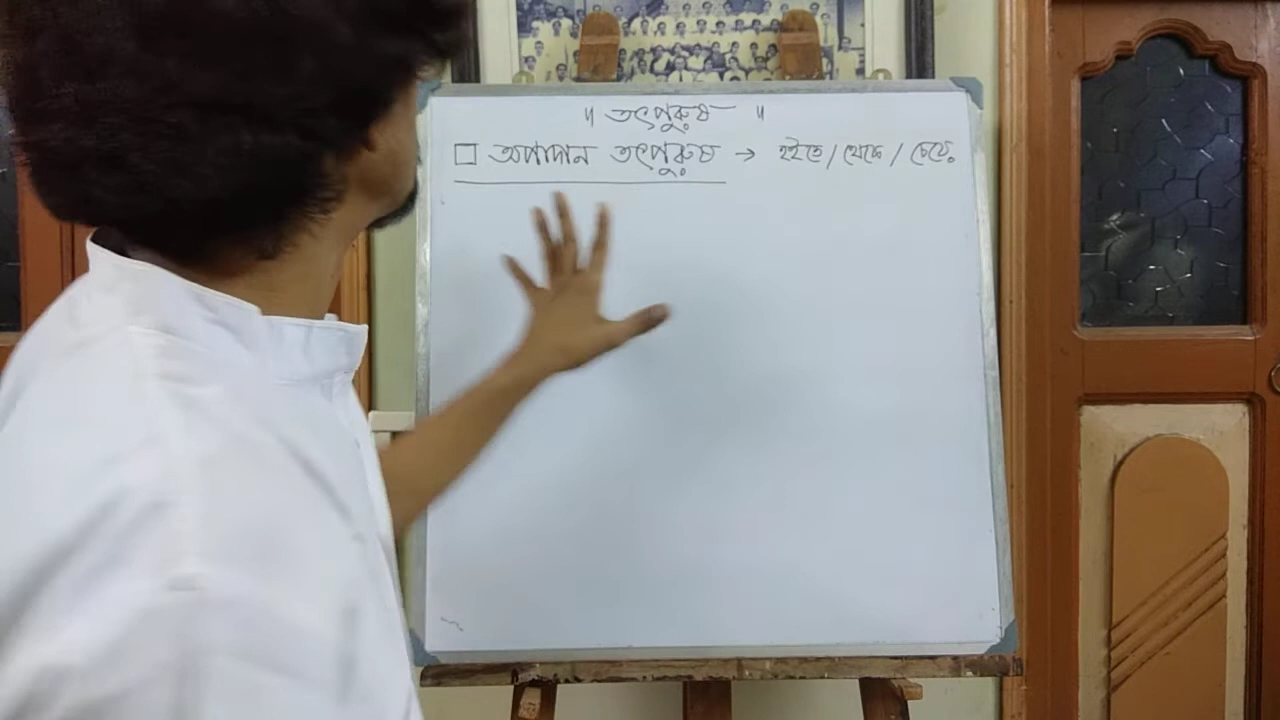 " তৎপুরুষ "
□ অপাদান তৎপুরুষ → হইতে / থেকে / চেয়ে।